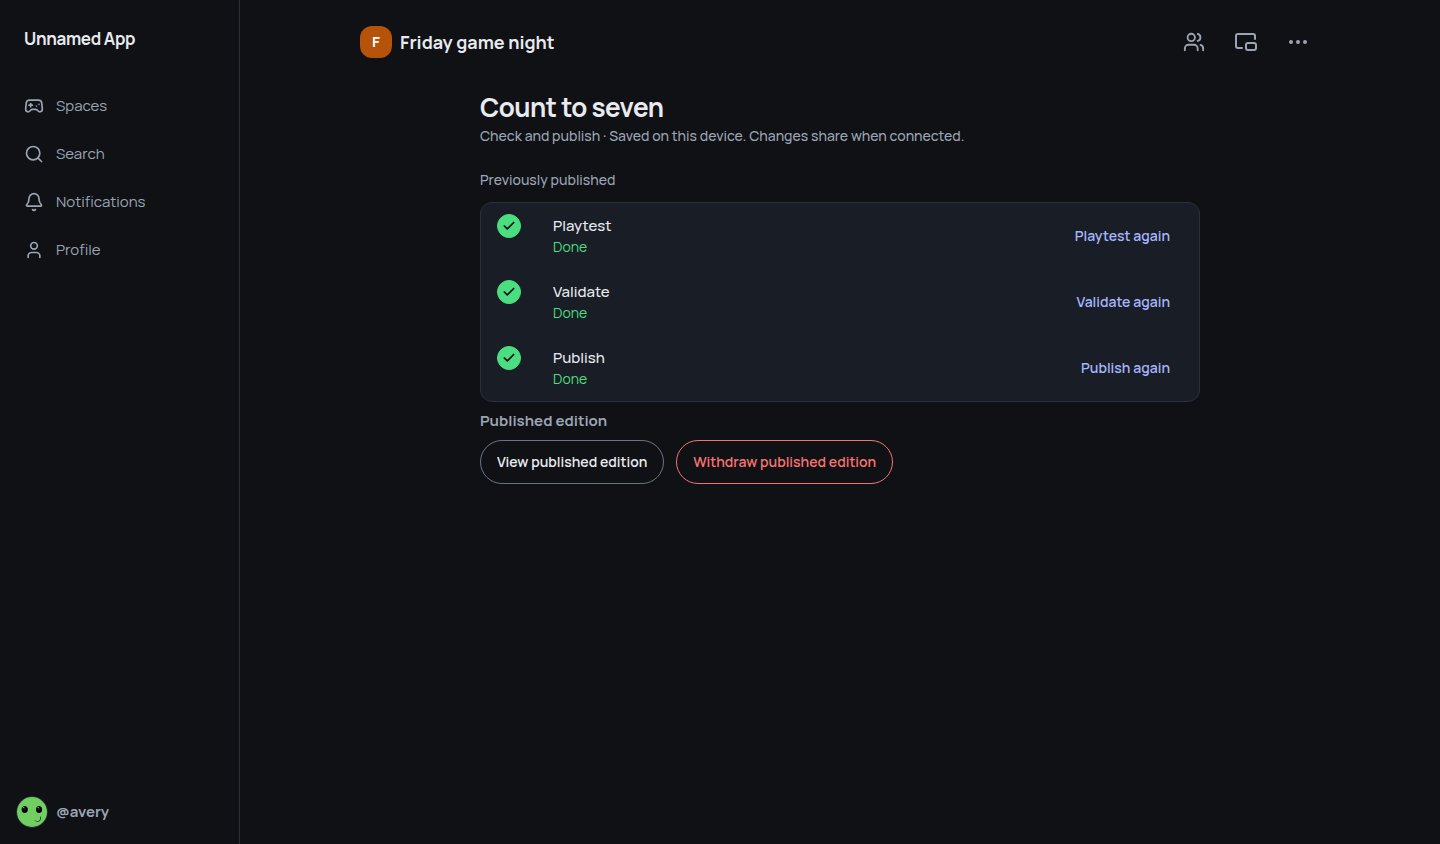 Unnamed App
Spaces
Search
Notifications
Profile
@avery
F Friday game night
Count to seven
Check and publish · Saved on this device. Changes share when connected.
Previously published
Playtest
Done
Playtest again
Validate
Done
Validate again
Publish
Done
Publish again
Published edition
View published edition
Withdraw published edition